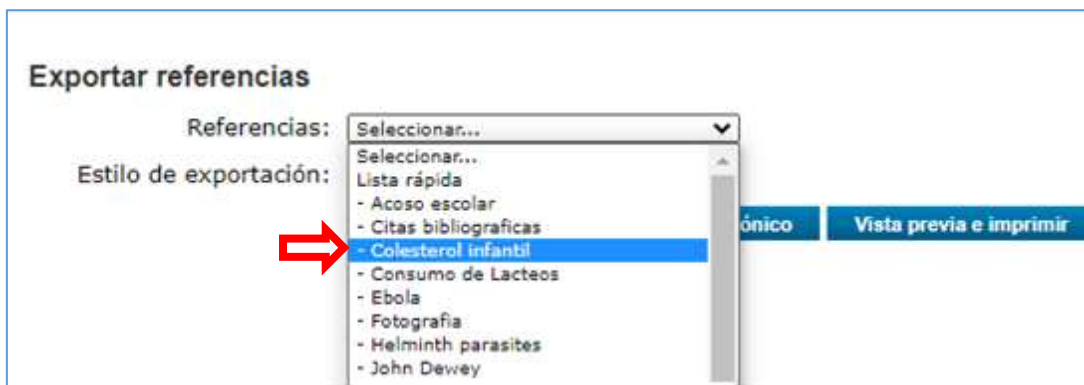 Exportar referencias
Referencias: Seleccionar...
Seleccionar...
Estilo de exportación:
Lista rápida
- Acoso escolar
- Citas bibliograficas
ónico Vista previa e imprimir
- Colesterol infantil
- Consumo de Lacteos
- Ebola
- Fotografia
- Helminth parasites
- John Dewey